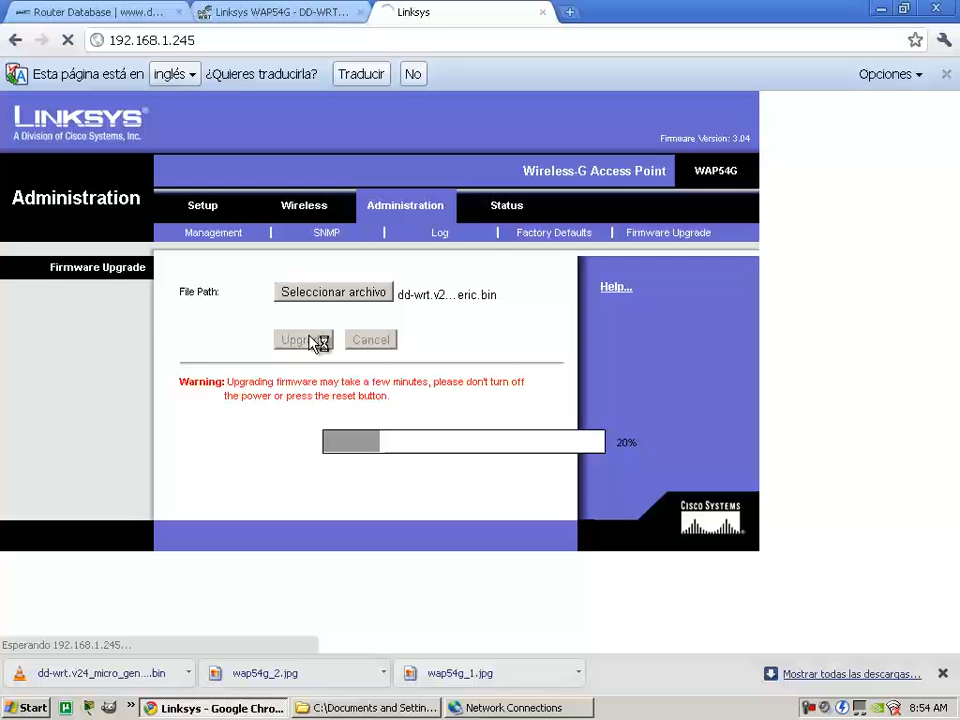 Router Database | www.d...
Linksys WAP54G - DD-WRT...
Linksys
192.168.1.245
Esta página está en inglés ¿Quieres traducirla? Traducir No Opciones
LINKSYS®
A Division of Cisco Systems, Inc.
Firmware Version: 3.04
Wireless-G Access Point WAP54G
Administration
Setup Wireless Administration Status
Management | SNMP | Log | Factory Defaults | Firmware Upgrade
Firmware Upgrade
File Path: Seleccionar archivo dd-wrt.v2...eric.bin
Help...
Cancel
Warning: Upgrading firmware may take a few minutes, please don't turn off
the power or press the reset button.
20%
CISCO SYSTEMS
Esperando 192.168.1.245...
dd-wrt.v24_micro_gen....bin wap54g_2.jpg wap54g_1.jpg Mostrar todas las descargas...
Start Linksys - Google Chro... C:\Documents and Settin... Network Connections 8:54 AM